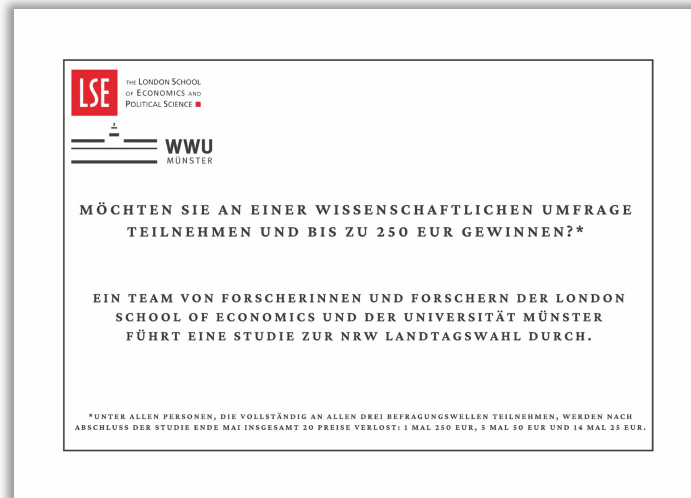 LSE
THE LONDON SCHOOL
OF ECONOMICS AND
POLITICAL SCIENCE
WWU
MÜNSTER
MÖCHTEN SIE AN EINER WISSENSCHAFTLICHEN UMFRAGE
TEILNEHMEN UND BIS ZU 250 EUR GEWINNEN?*
EIN TEAM VON FORSCHERINNEN UND FORSCHERN DER LONDON
SCHOOL OF ECONOMICS UND DER UNIVERSITÄT MÜNSTER
FÜHRT EINE STUDIE ZUR NRW LANDTAGSWAHL DURCH.
*UNTER ALLEN PERSONEN, DIE VOLLSTÄNDIG AN ALLEN DREI BEFRAGUNGSWELLEN TEILNEHMEN, WERDEN NACH
ABSCHLUSS DER STUDIE ENDE MAI INSGESAMT 20 PREISE VERLOST: 1 MAL 250 EUR, 5 MAL 50 EUR UND 14 MAL 25 EUR.